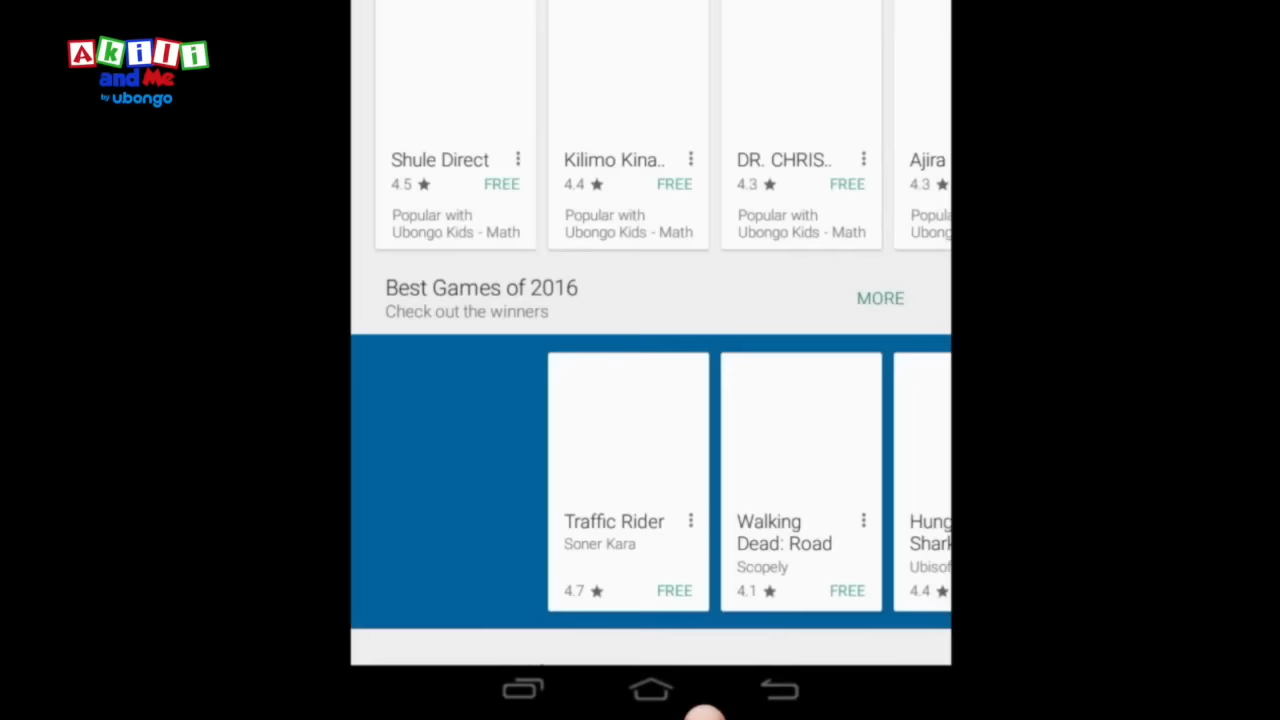 Akili
and Me
by ubongo
Shule Direct
4.5 ★ FREE
Popular with
Ubongo Kids - Math
Kilimo Kina..
4.4 ★ FREE
Popular with
Ubongo Kids - Math
DR. CHRIS..
4.3 ★ FREE
Popular with
Ubongo Kids - Math
Ajira
4.3 ★
Popula
Ubong
Best Games of 2016
Check out the winners
MORE
Traffic Rider
Soner Kara
4.7 ★ FREE
Walking
Dead: Road
Scopely
4.1 ★ FREE
Hung
Shark
Ubisof
4.4 ★